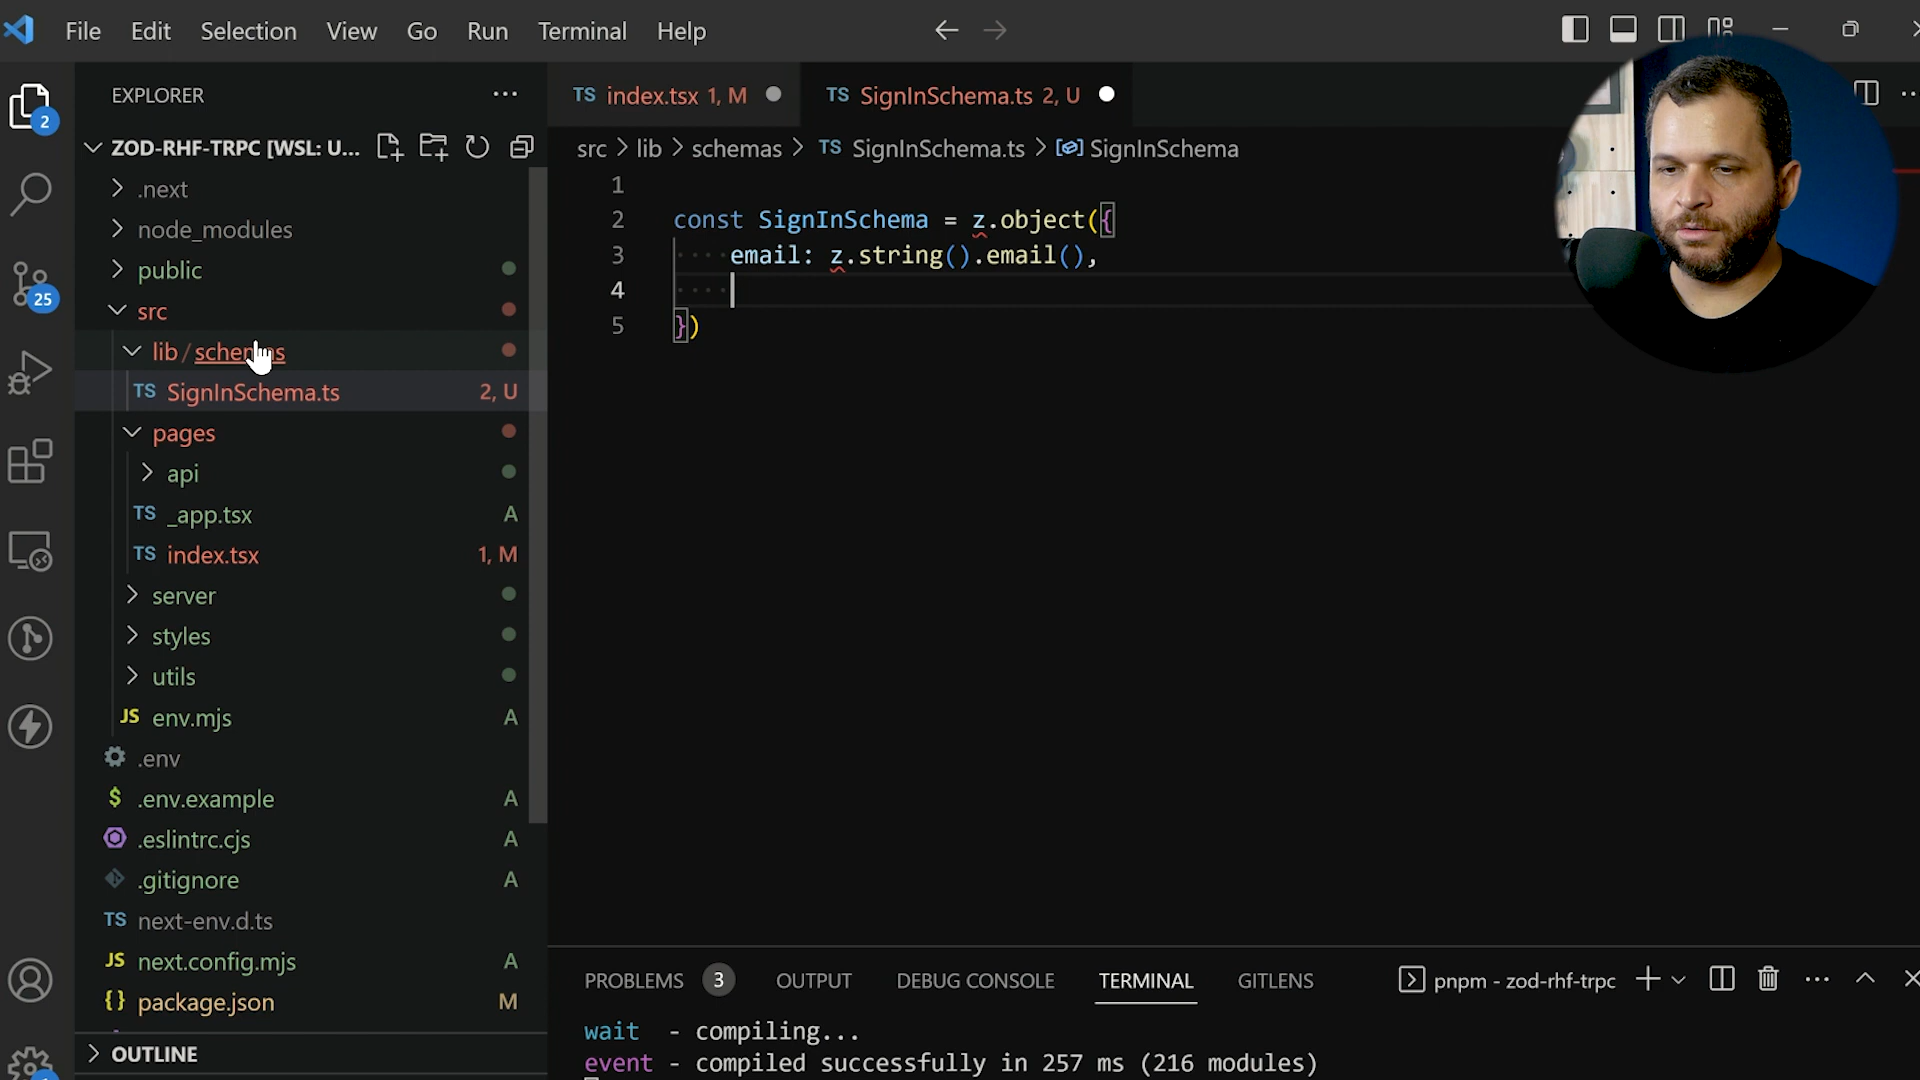 File Edit Selection View Go Run Terminal Help
EXPLORER
TS index.tsx 1, M
TS SignInSchema.ts 2, U
ZOD-RHF-TRPC [WSL: U...
src > lib > schemas > TS SignInSchema.ts > SignInSchema
.next
node_modules
public
src
lib / schemas
TS SignInSchema.ts 2, U
pages
api
TS _app.tsx A
TS index.tsx 1, M
server
styles
utils
JS env.mjs A
.env
$ .env.example A
.eslintrc.cjs A
.gitignore A
TS next-env.d.ts
JS next.config.mjs A
{} package.json M
OUTLINE
2
25
1
2 const SignInSchema = z.object({
3 ····email: z.string().email(),
4 ····
5 })
PROBLEMS 3 OUTPUT DEBUG CONSOLE TERMINAL GITLENS
pnpm - zod-rhf-trpc
wait - compiling...
event - compiled successfully in 257 ms (216 modules)